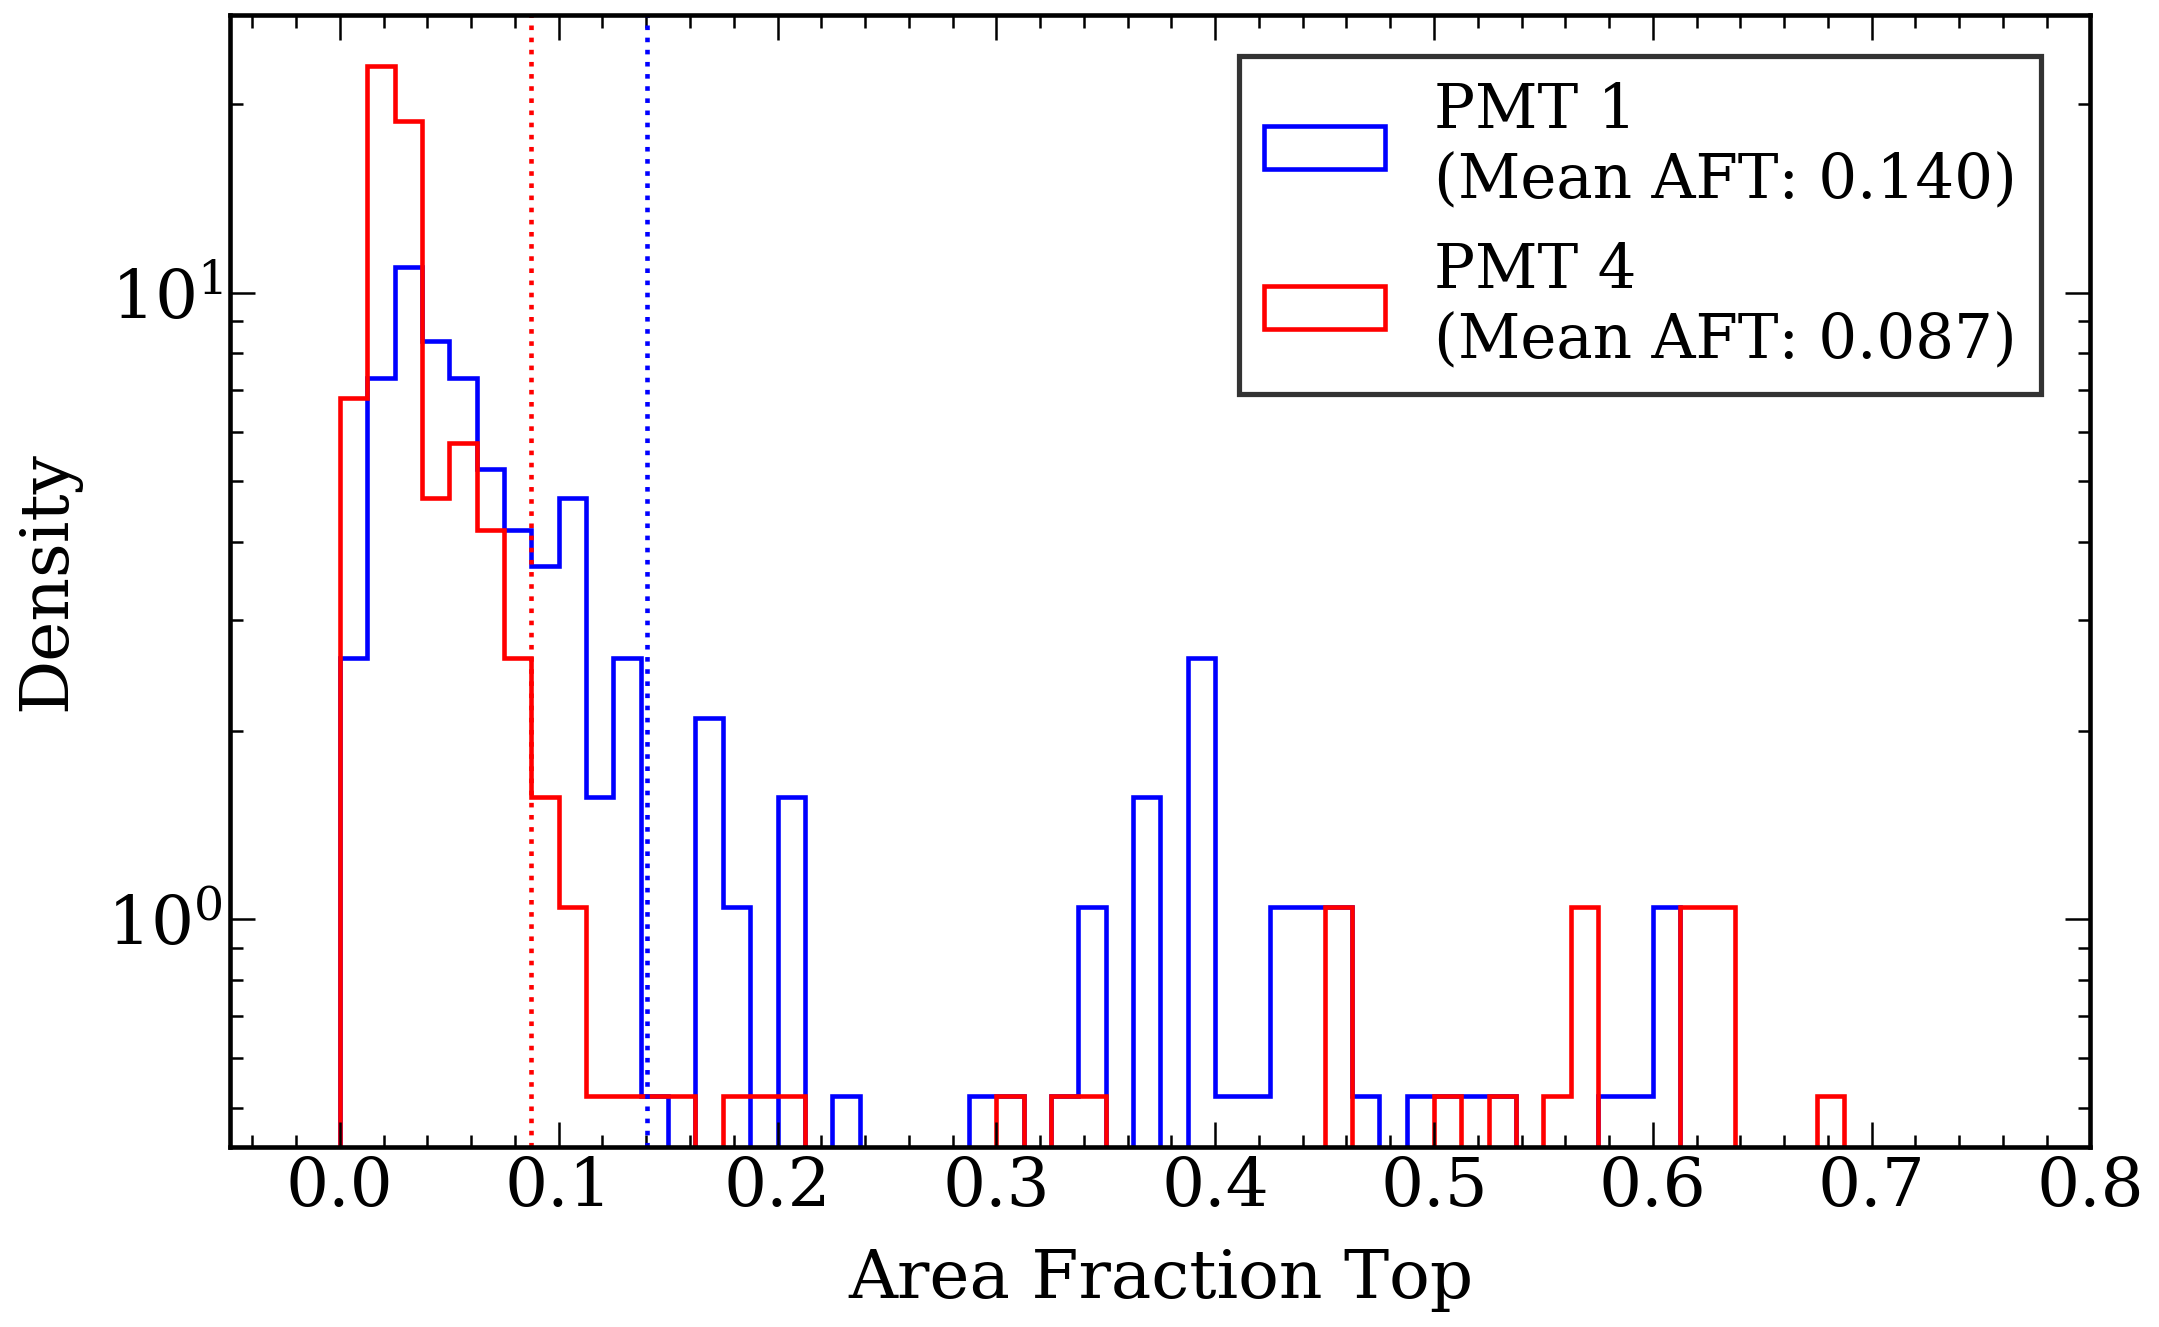 PMT 1
(Mean AFT: 0.140)
PMT 4
(Mean AFT: 0.087)
10¹
10⁰
Density
0.0 0.1 0.2 0.3 0.4 0.5 0.6 0.7 0.8
Area Fraction Top